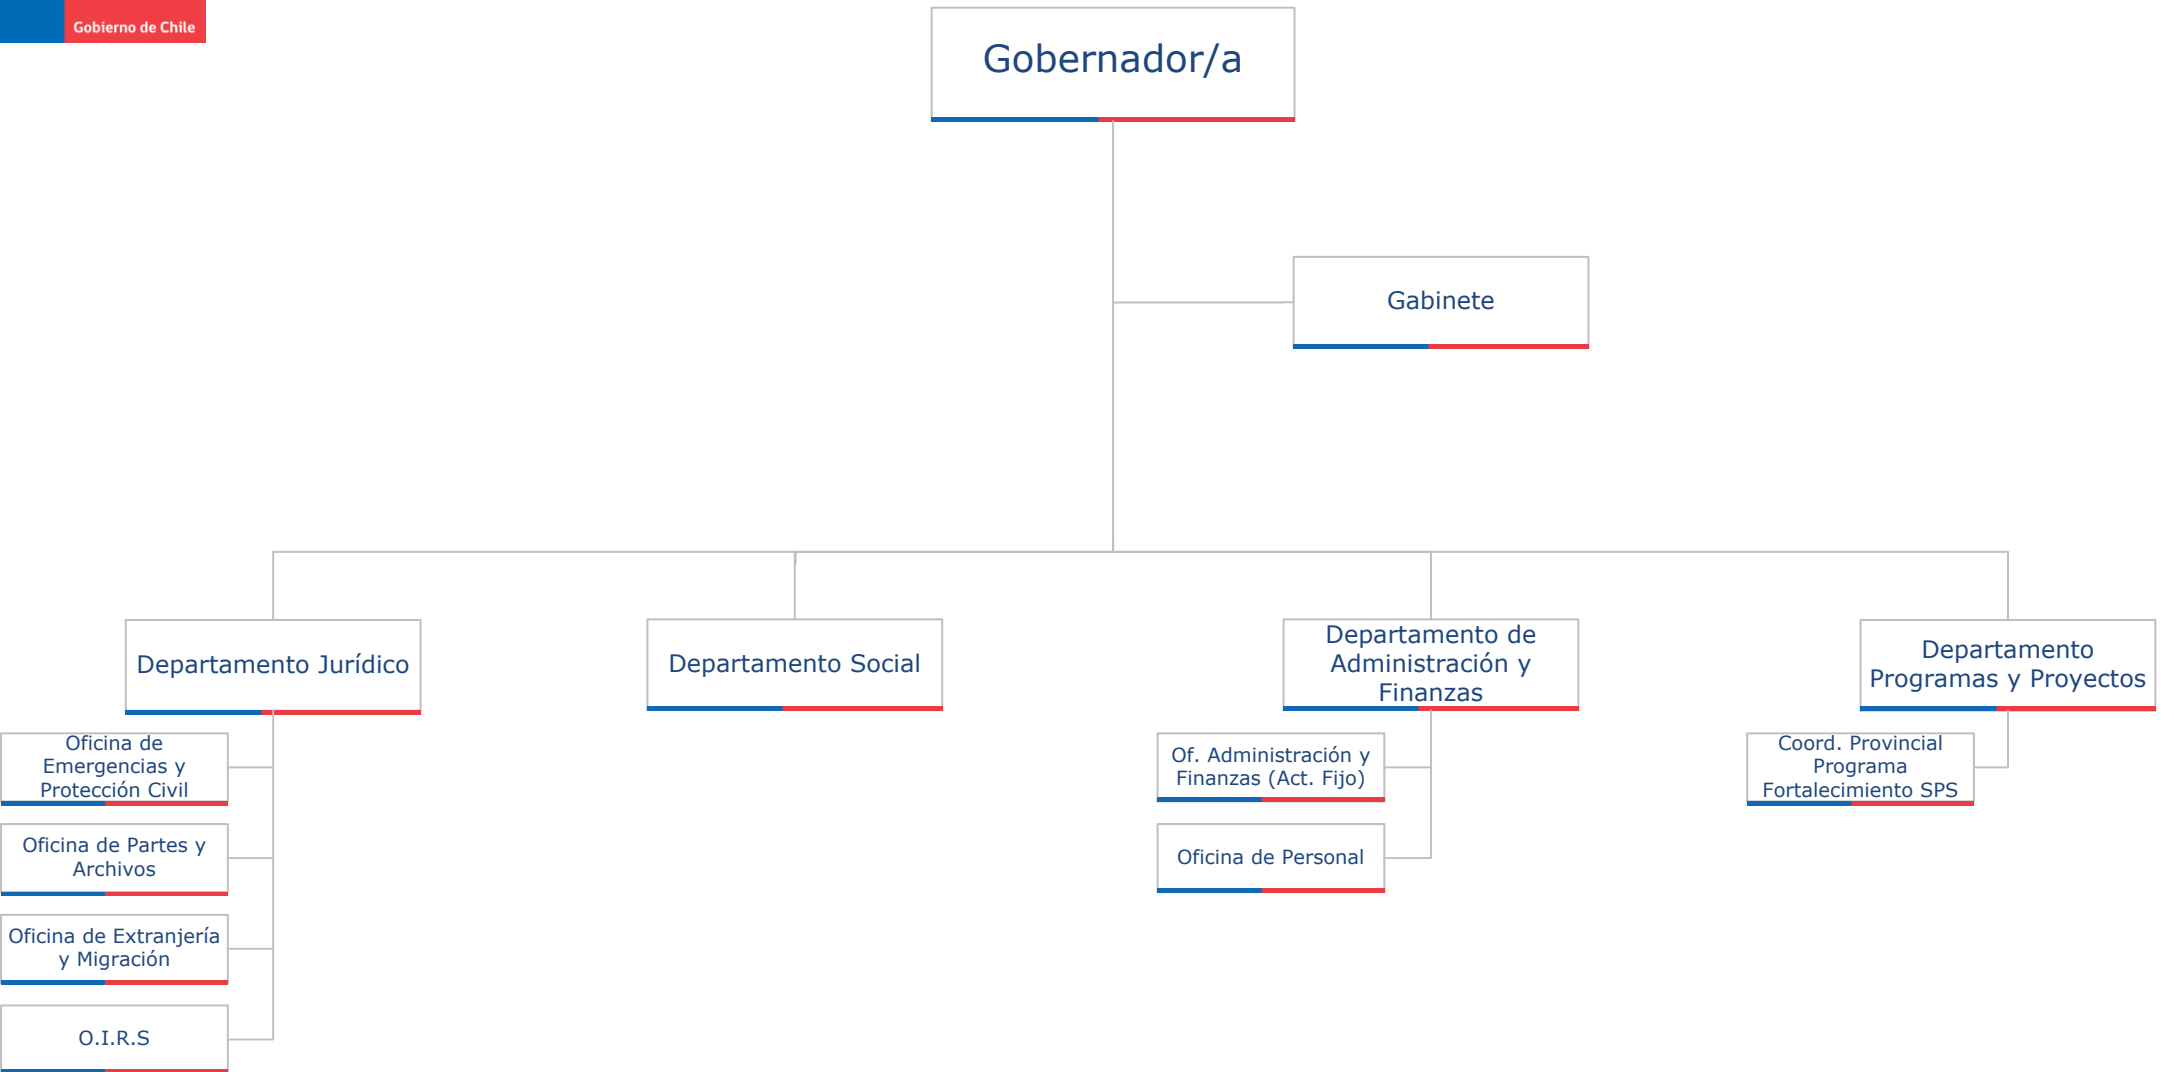 Gobierno de Chile
Gobernador/a
Gabinete
Departamento Jurídico
Departamento Social
Departamento de
Administración y
Finanzas
Departamento
Programas y Proyectos
Oficina de
Emergencias y
Protección Civil
Of. Administración y
Finanzas (Act. Fijo)
Coord. Provincial
Programa
Fortalecimiento SPS
Oficina de Partes y
Archivos
Oficina de Personal
Oficina de Extranjería
y Migración
O.I.R.S